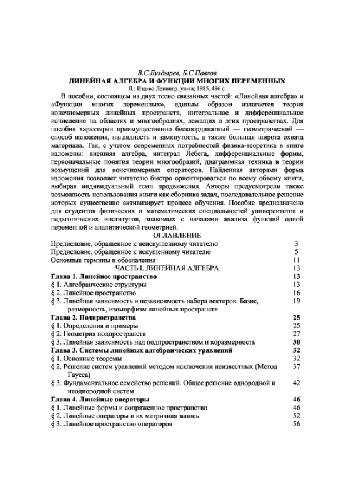 В.С.Булдырев, Б.С.Павлов
ЛИНЕЙНАЯ АЛГЕБРА И ФУНКЦИИ МНОГИХ ПЕРЕМЕННЫХ
Л.: Изд-во Ленингр. ун-та; 1985, 496 с.
В пособии, состоящем из двух тесно связанных частей: «Линейная алгебра» и
«Функции многих переменных», единым образом излагается теория
конечномерных линейных пространств, интегральное и дифференциальное
исчисление на областях и многообразиях, лежащих в этих пространствах. Для
пособия характерен преимущественно бескоординатный — геометрический —
способ изложения, наглядность и замкнутость, а также большая широта охвата
материала. Так, с учетом современных потребностей физика-теоретика в книге
изложены: внешняя алгебра, интеграл Лебега, дифференциальные формы,
первоначальные понятия теории многообразий, диаграммная техника в теории
возмущений для конечномерных операторов. Найденная авторами форма
изложения позволяет читателю быстро ориентироваться по всему объему книги,
выбирая индивидуальный темп продвижения. Авторы предусмотрели также
возможность использования книги как сборника задач, последовательное решение
которых существенно активизирует процесс обучения. Пособие предназначено
для студентов физических и математических специальностей университетов и
педагогических институтов, знакомых с началами анализа функций одной
переменной и аналитической геометрией.
ОГЛАВЛЕНИЕ
Предисловие, обращенное к неискушенному читателю 3
Предисловие, обращенное к искушенному читателю 5
Основные термины и обозначения 11
ЧАСТЬ I. ЛИНЕЙНАЯ АЛГЕБРА 13
Глава 1. Линейное пространство 13
§ 1. Алгебраические структуры 13
§ 2. Линейное пространство 16
§ 3. Линейная зависимость и независимость набора векторов. Базис, 19
размерность, изоморфизм линейных пространств
Глава 2. Подпространства 25
§ 1. Определения и примеры 25
§ 2. Геометрия подпространств 27
§ 3. Линейная зависимость над подпространством и коразмерность 30
Глава 3. Системы линейных алгебраических уравнений 32
§ 1. Основные теоремы 32
§ 2. Решение систем уравнений методом исключения неизвестных (Метод 37
Гаусса)
§ 3. Фундаментальное семейство решений. Общее решение однородной и 42
неоднородной систем
Глава 4. Линейные операторы 46
§ 1. Линейные формы и сопряженное пространство 46
§ 2. Линейные операторы и их матричная запись 52
§ 3. Линейное пространство операторов 56